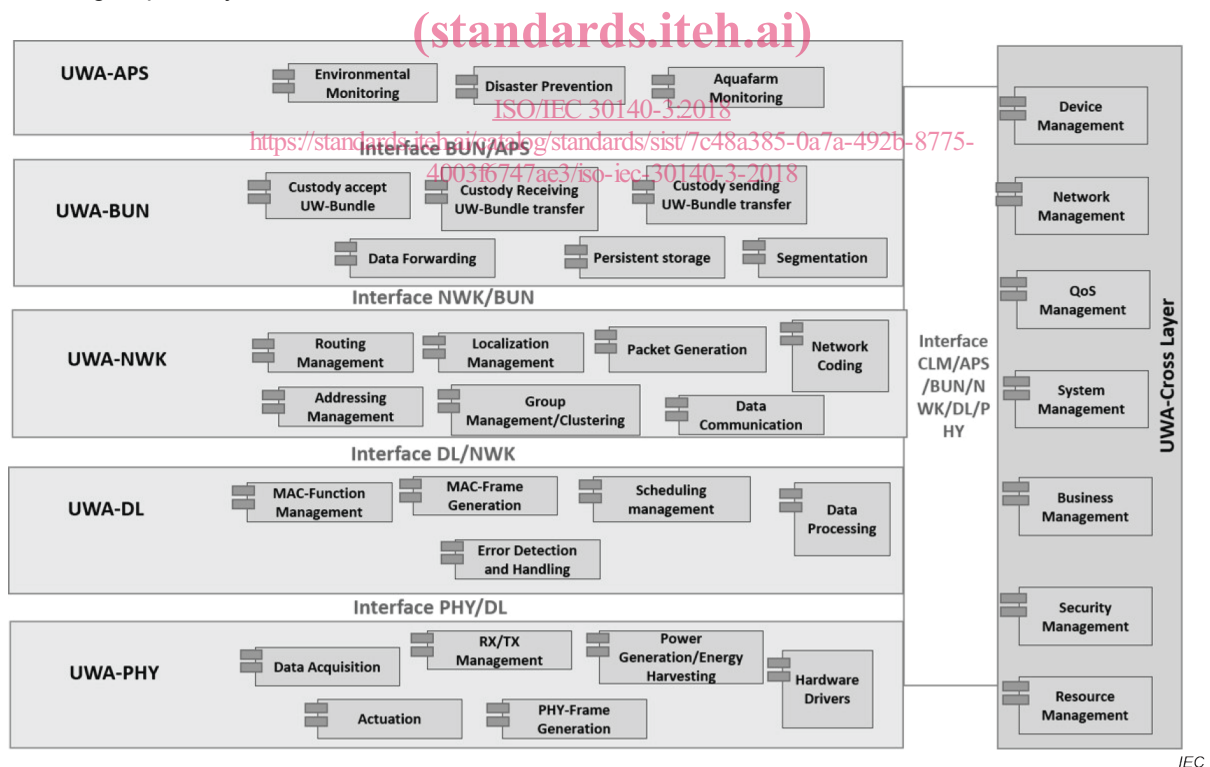 (standards.iteh.ai)
UWA-APS
Environmental
Monitoring
Disaster Prevention
Aquafarm
Monitoring
ISO/IEC 30140-3:2018
https://standards.iteh.ai/catalog/standards/sist/7c48a385-0a7a-492b-8775-
4003f6747ae3/iso-iec-30140-3-2018
Interface BUN/APS
UWA-BUN
Custody accept
UW-Bundle
Custody Receiving
UW-Bundle transfer
Custody sending
UW-Bundle transfer
Data Forwarding
Persistent storage
Segmentation
Interface NWK/BUN
UWA-NWK
Routing
Management
Localization
Management
Packet Generation
Network
Coding
Addressing
Management
Group
Management/Clustering
Data
Communication
Interface DL/NWK
UWA-DL
MAC-Function
Management
MAC-Frame
Generation
Scheduling
management
Data
Processing
Error Detection
and Handling
Interface PHY/DL
UWA-PHY
Data Acquisition
RX/TX
Management
Power
Generation/Energy
Harvesting
Hardware
Drivers
Actuation
PHY-Frame
Generation
Interface
CLM/APS
/BUN/N
WK/DL/P
HY
Device
Management
Network
Management
QoS
Management
System
Management
Business
Management
Security
Management
Resource
Management
UWA-Cross Layer
IEC